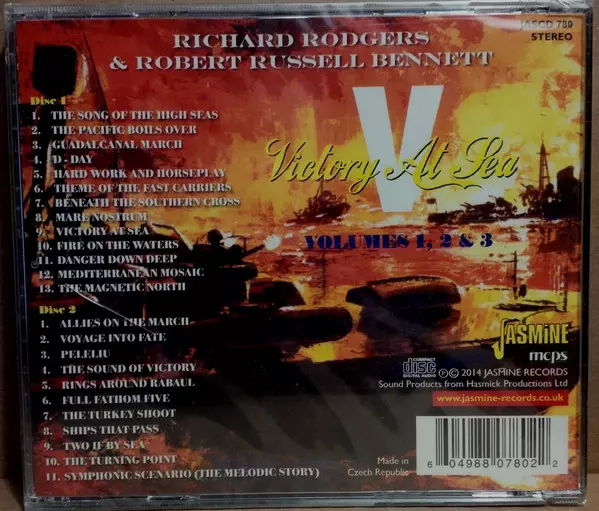 JASCD 780
STEREO
RICHARD RODGERS
& ROBERT RUSSELL BENNETT
V
Victory At Sea
VOLUMES 1, 2 & 3
Disc 1
1. THE SONG OF THE HIGH SEAS
2. THE PACIFIC BOILS OVER
3. GUADALCANAL MARCH
4. D - DAY
5. HARD WORK AND HORSEPLAY
6. THEME OF THE FAST CARRIERS
7. BENEATH THE SOUTHERN CROSS
8. MARE NOSTRUM
9. VICTORY AT SEA
10. FIRE ON THE WATERS
11. DANGER DOWN DEEP
12. MEDITERRANEAN MOSAIC
13. THE MAGNETIC NORTH
Disc 2
1. ALLIES ON THE MARCH
2. VOYAGE INTO FATE
3. PELELIU
4. THE SOUND OF VICTORY
5. RINGS AROUND RABAUL
6. FULL FATHOM FIVE
7. THE TURKEY SHOOT
8. SHIPS THAT PASS
9. TWO IF BY SEA
10. THE TURNING POINT
11. SYMPHONIC SCENARIO (THE MELODIC STORY)
JASMINE
mcps
COMPACT
disc
DIGITAL AUDIO
℗© 2014 JASMINE RECORDS
Sound Products from Hasmick Productions Ltd
www.jasmine-records.co.uk
Made in
Czech Republic
6 04988 07802 2